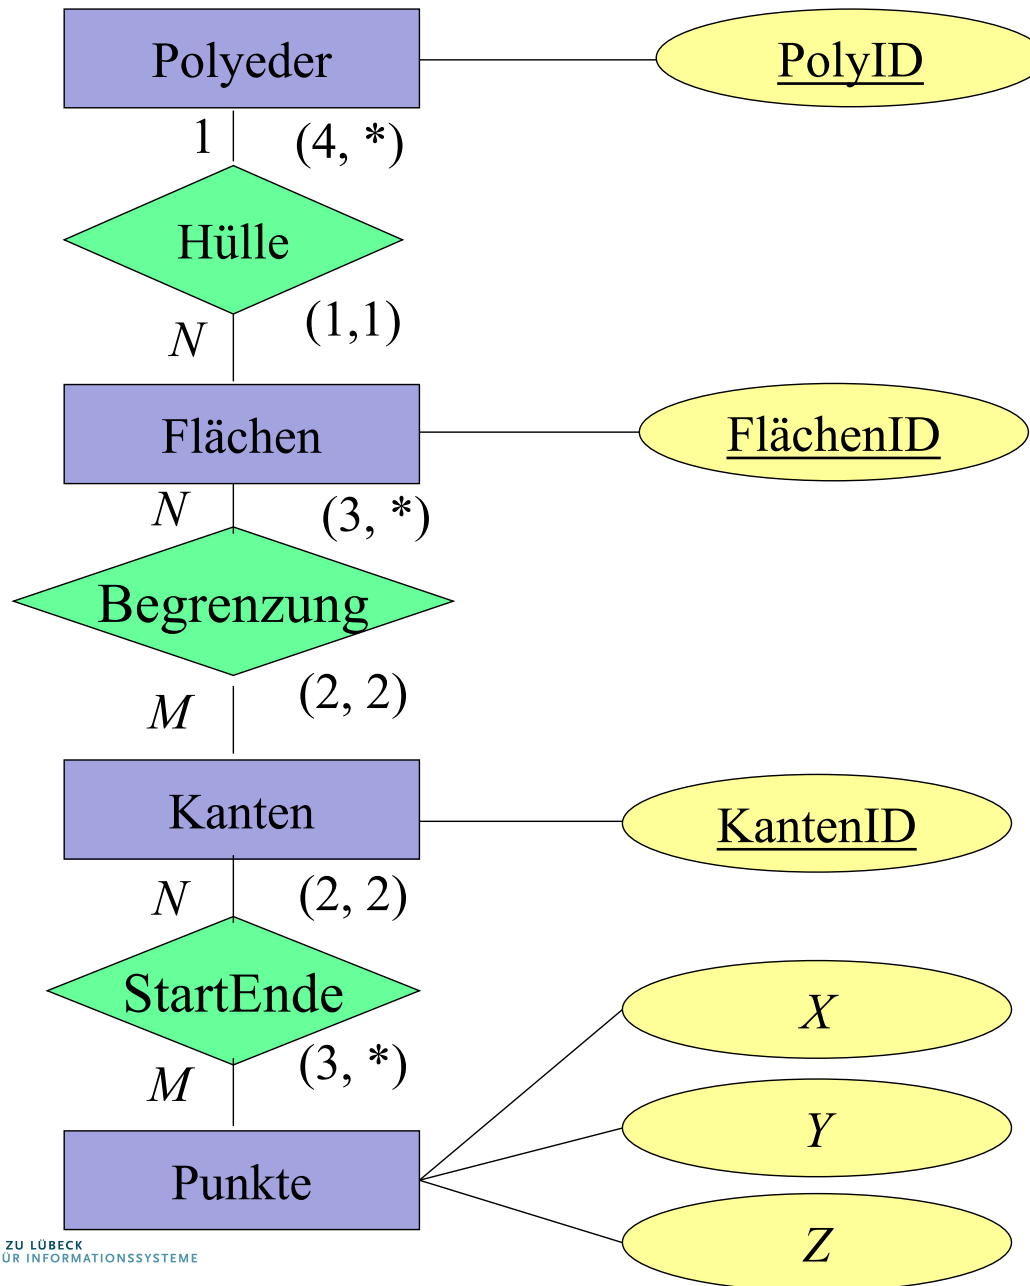 Polyeder
PolyID
1
(4, *)
Hülle
(1,1)
N
Flächen
FlächenID
N
(3, *)
Begrenzung
(2, 2)
M
Kanten
KantenID
N
(2, 2)
StartEnde
X
(3, *)
M
Y
Punkte
Z
ZU LÜBECK
ÜR INFORMATIONSSYSTEME